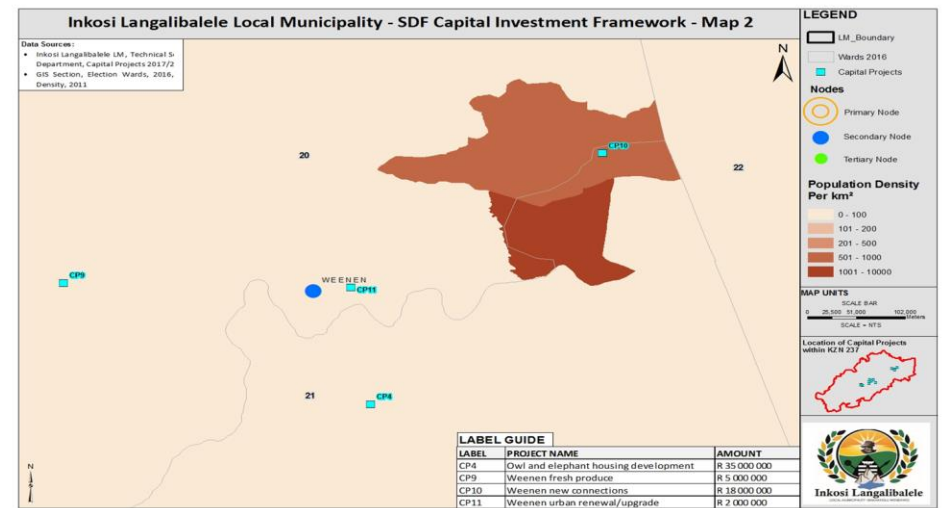 Inkosi Langalibalele Local Municipality - SDF Capital Investment Framework - Map 2
Data Sources:
• Inkosi Langalibalele LM, Technical S
Department, Capital Projects 2017/2
• GIS Section, Election Wards, 2016,
Density, 2011
N
20
CP10
22
CP9
WEENEN
CP11
21
CP4
N
LABEL GUIDE
LABEL PROJECT NAME AMOUNT
CP4 Owl and elephant housing development R 35 000 000
CP9 Weenen fresh produce R 5 000 000
CP10 Weenen new connections R 18 000 000
CP11 Weenen urban renewal/upgrade R 2 000 000
LEGEND
LM_Boundary
Wards 2016
Capital Projects
Nodes
Primary Node
Secondary Node
Tertiary Node
Population Density
Per km²
0 - 100
101 - 200
201 - 500
501 - 1000
1001 - 10000
MAP UNITS
SCALE BAR
0 25,500 51,000 102,000
Meters
SCALE = NTS
Location of Capital Projects
within KZN 237
Inkosi Langalibalele